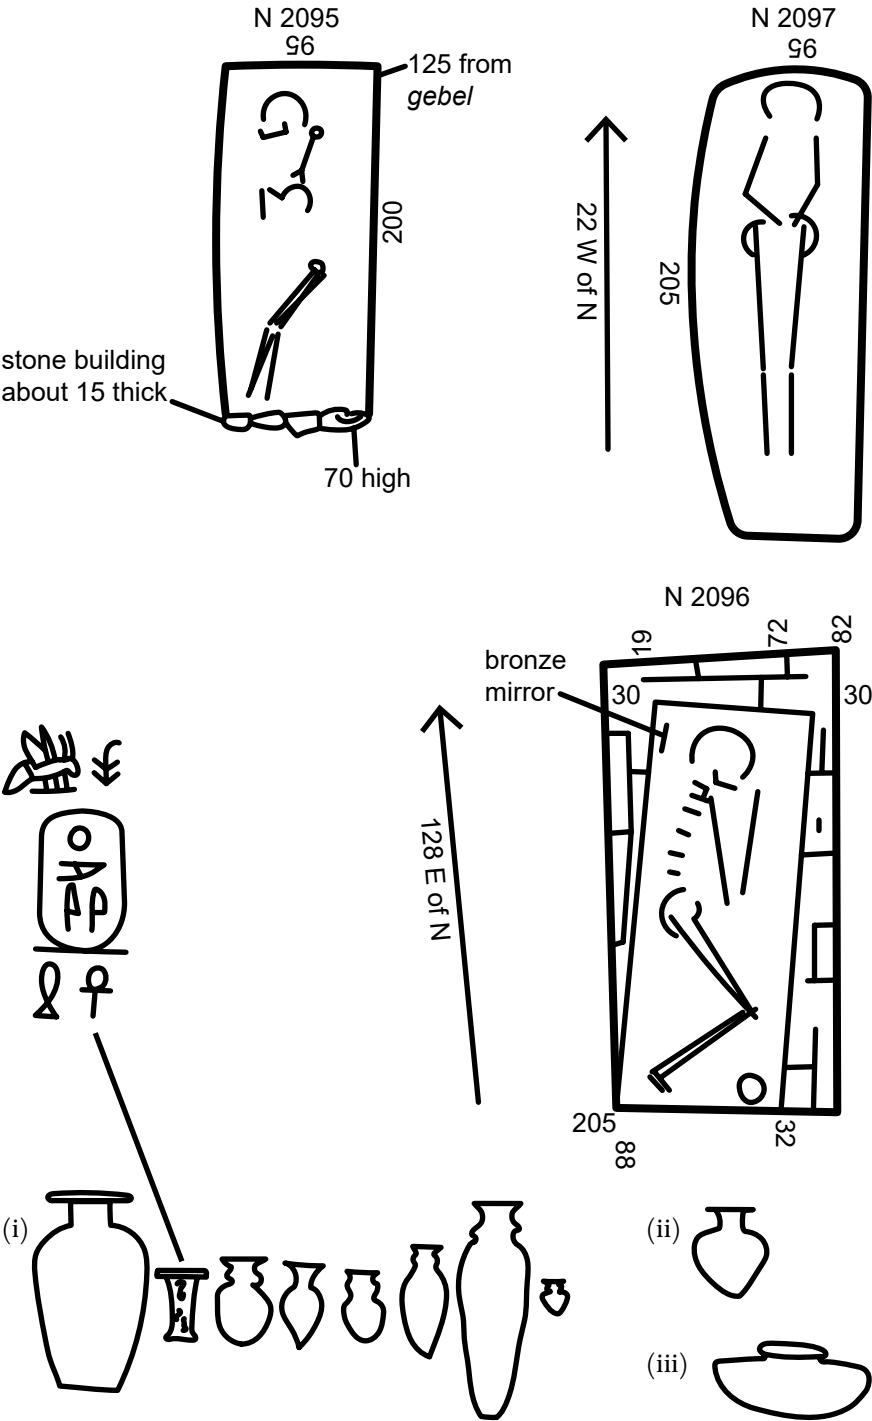 N 2095
95
125 from
gebel
200
stone building
about 15 thick
70 high
N 2097
95
22 W of N
205
N 2096
19
72
82
bronze
mirror
30
30
128 E of N
205
88
32
(i)
(ii)
(iii)